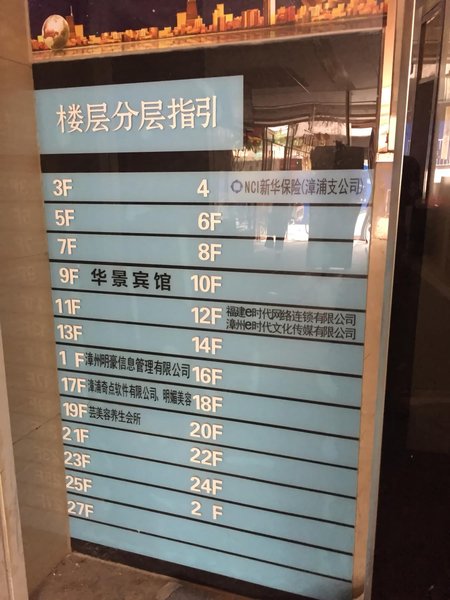 楼层分层指引
3F
4 NCI新华保险(漳浦支公司)
5F
6F
7F
8F
9F 华景宾馆
10F
11F
12F 福建e时代网络连锁有限公司
漳州e时代文化传媒有限公司
13F
14F
1 F 漳州明豪信息管理有限公司
16F
17F 漳浦奇点软件有限公司、明媚美容
18F
19F 芸美容养生会所
20F
21F
22F
23F
24F
25F
2 F
27F